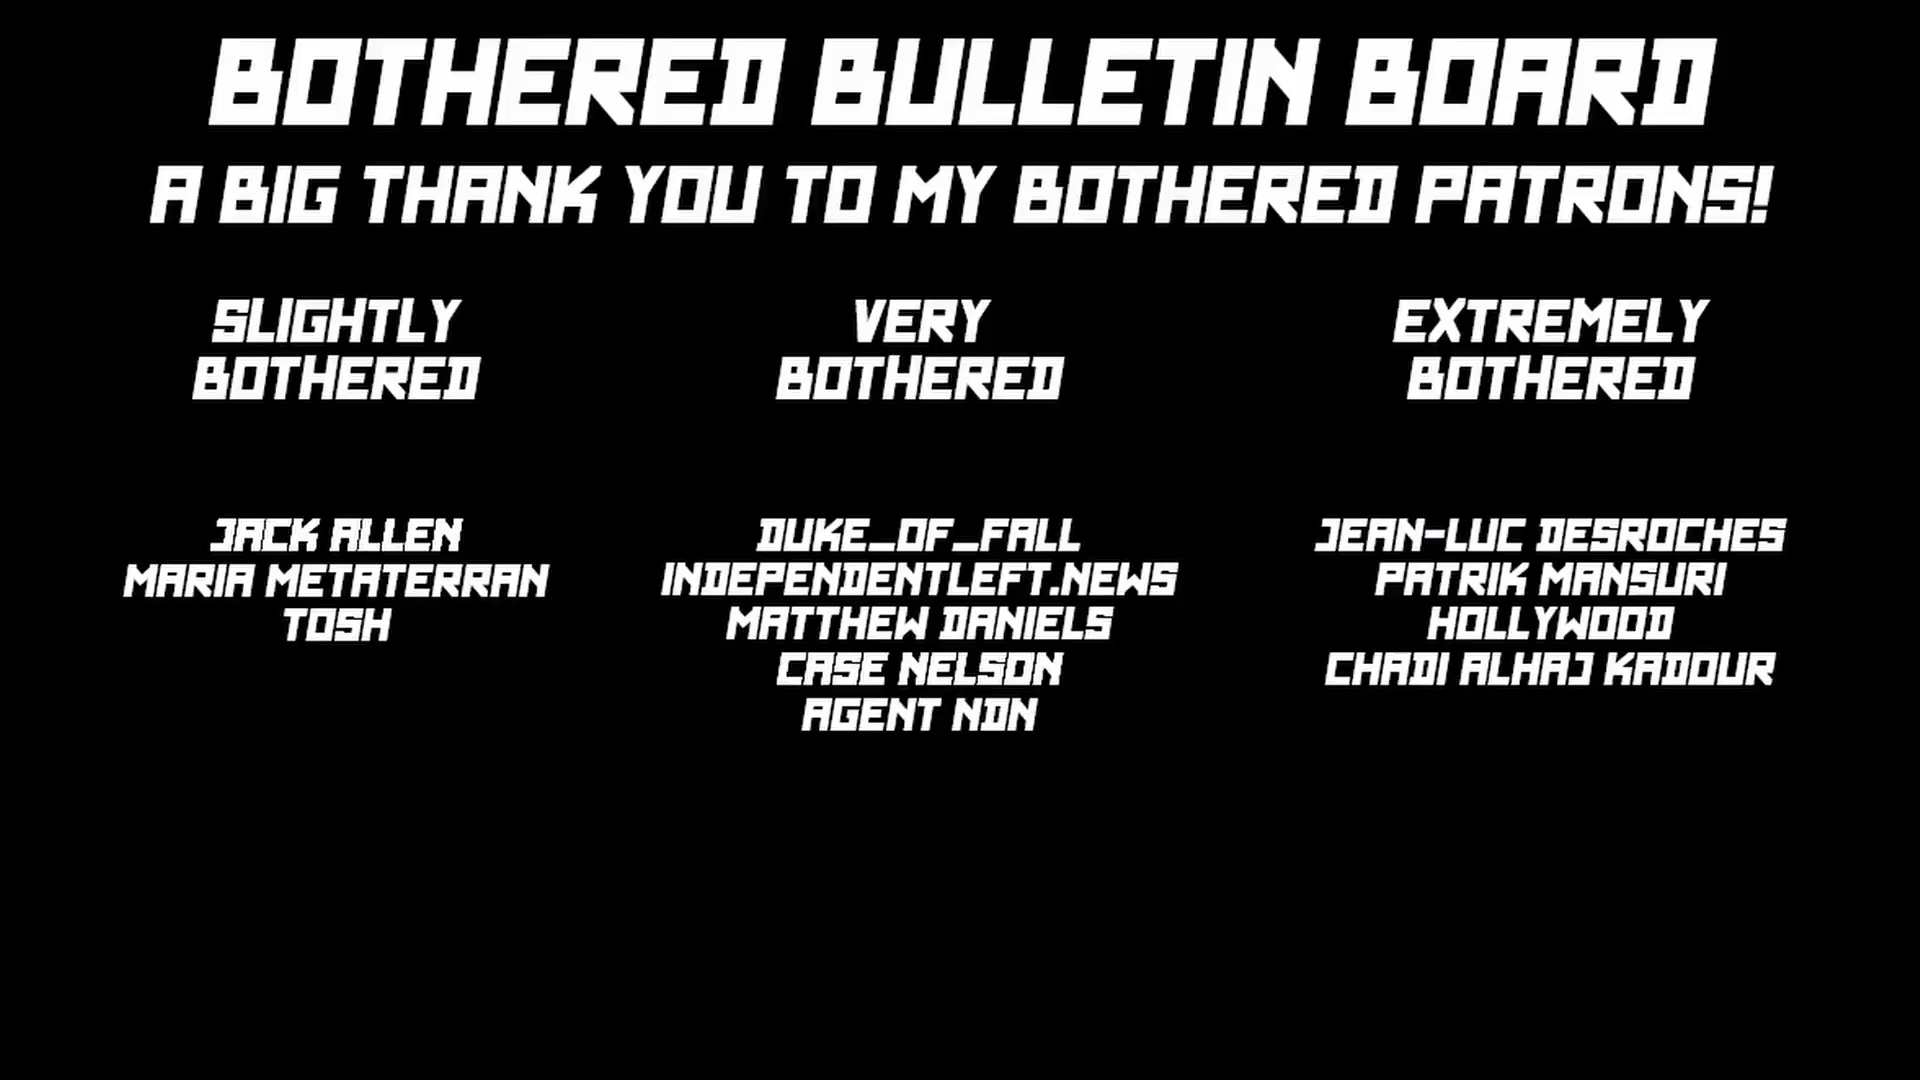 BOTHERED BULLETIN BOARD
A BIG THANK YOU TO MY BOTHERED PATRONS!
SLIGHTLY
BOTHERED
JACK ALLEN
MARIA METATERRAN
TOSH
VERY
BOTHERED
DUKE_OF_FALL
INDEPENDENTLEFT.NEWS
MATTHEW DANIELS
CASE NELSON
AGENT NDN
EXTREMELY
BOTHERED
JEAN-LUC DESROCHES
PATRIK MANSURI
HOLLYWOOD
CHADI ALHAJ KADOUR